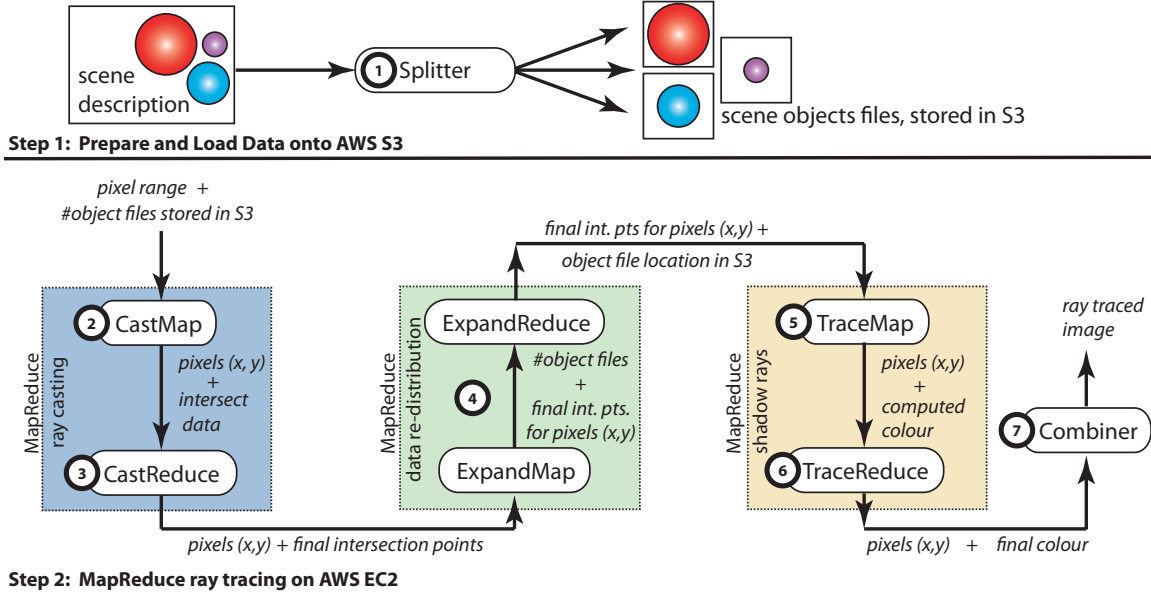 scene
description
1 Splitter
scene objects files, stored in S3
Step 1: Prepare and Load Data onto AWS S3
pixel range +
#object files stored in S3
MapReduce
ray casting
2 CastMap
pixels (x, y)
+
intersect
data
3 CastReduce
pixels (x,y) + final intersection points
MapReduce
data re-distribution
ExpandReduce
4
#object files
+
final int. pts.
for pixels (x,y)
ExpandMap
final int. pts for pixels (x,y) +
object file location in S3
MapReduce
shadow rays
5 TraceMap
pixels (x,y)
+
computed
colour
6 TraceReduce
pixels (x,y) + final colour
7 Combiner
ray traced
image
Step 2: MapReduce ray tracing on AWS EC2